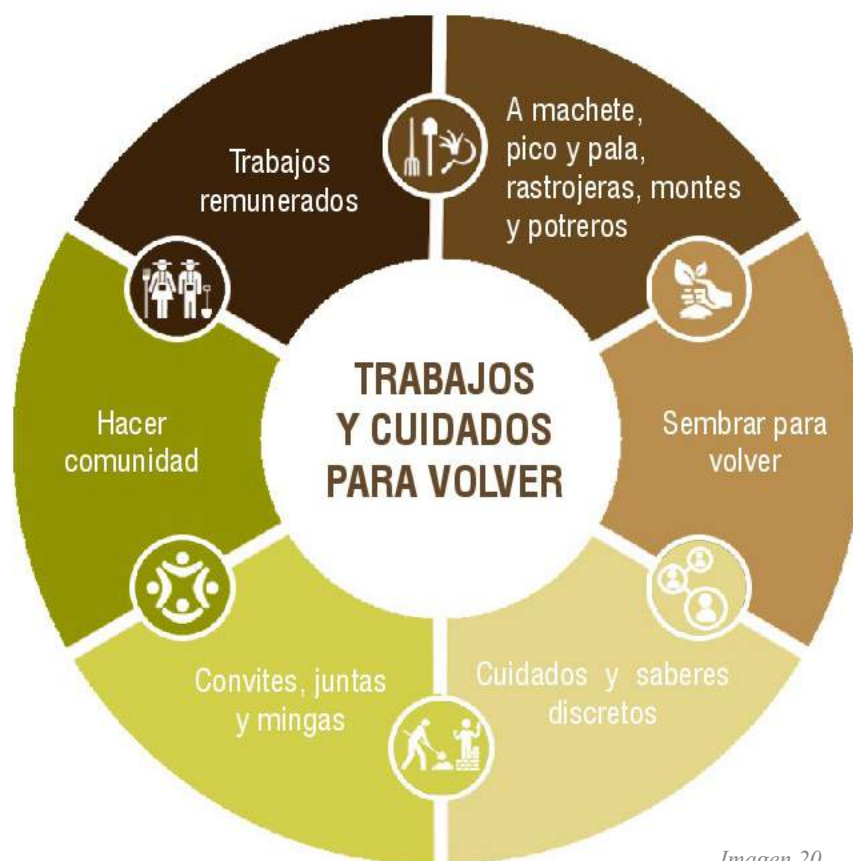 A machete,
pico y pala,
rastrojeras, montes
y potreros
Trabajos
remunerados
TRABAJOS
Y CUIDADOS
PARA VOLVER
Hacer
comunidad
Sembrar para
volver
Convites, juntas
y mingas
Cuidados y saberes
discretos
Imagen 20